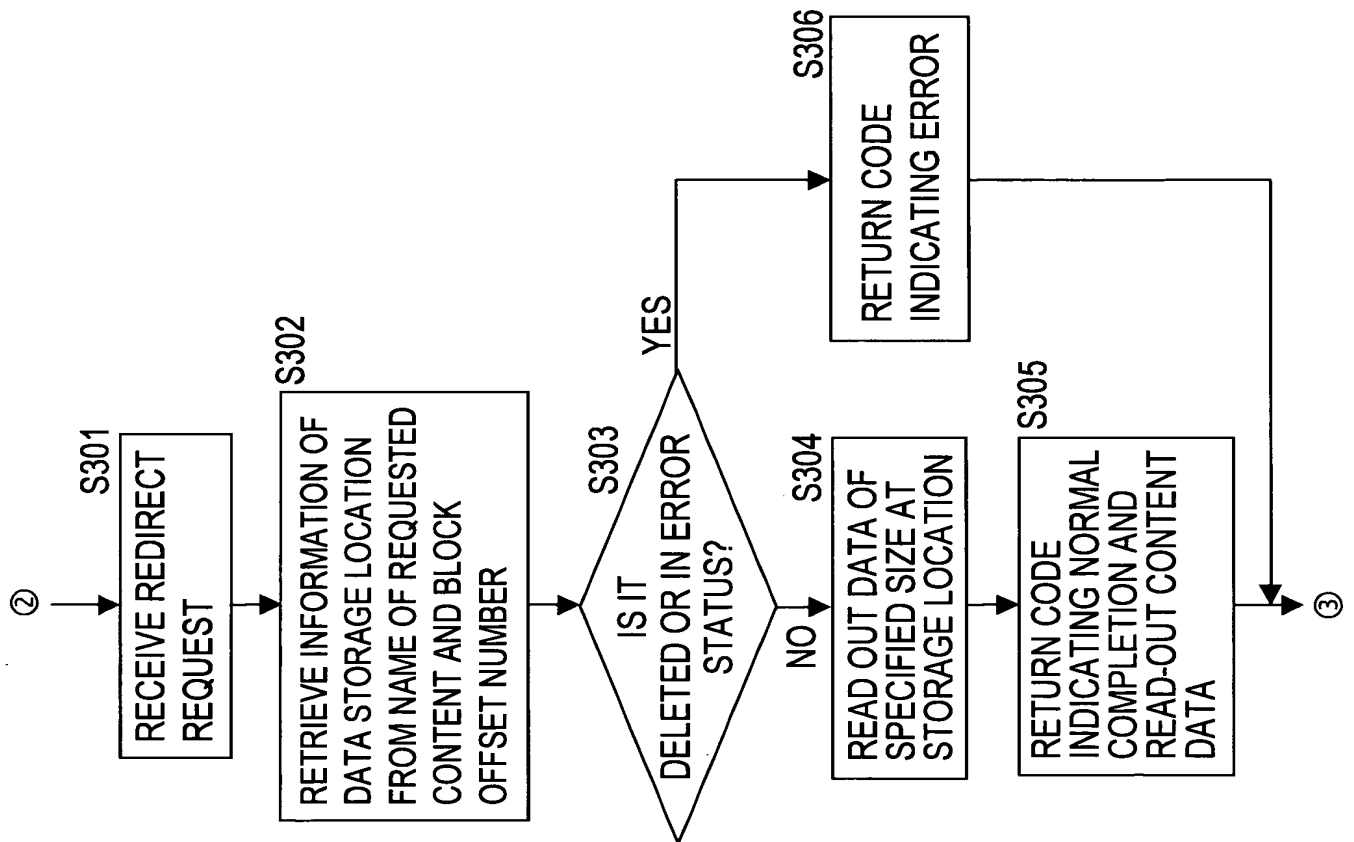 ②
S301
RECEIVE REDIRECT
REQUEST
S302
RETRIEVE INFORMATION OF
DATA STORAGE LOCATION
FROM NAME OF REQUESTED
CONTENT AND BLOCK
OFFSET NUMBER
S303
IS IT
DELETED OR IN ERROR
STATUS?
YES
NO
S304
READ OUT DATA OF
SPECIFIED SIZE AT
STORAGE LOCATION
S305
RETURN CODE
INDICATING NORMAL
COMPLETION AND
READ-OUT CONTENT
DATA
S306
RETURN CODE
INDICATING ERROR
③